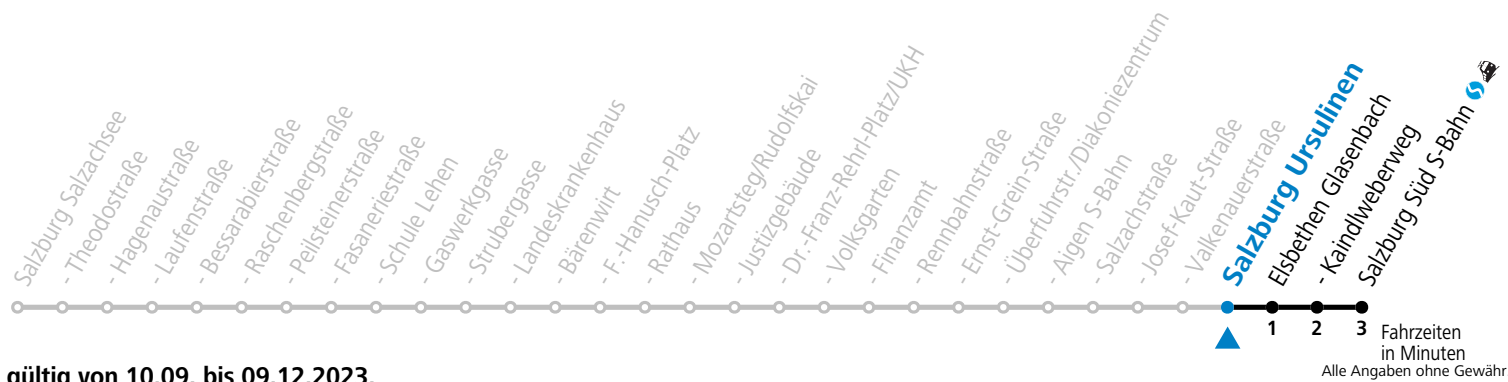 Salzburg Salzachsee
- Theodostraße
- Hagenaustraße
- Laufenstraße
- Bessarabierstraße
- Raschenbergstraße
- Peilsteinerstraße
- Fasaneriestraße
- Schule Lehen
- Gaswerkgasse
- Strubergasse
- Landeskrankenhaus
- Bärenwirt
- F.-Hanusch-Platz
- Rathaus
- Mozartsteg/Rudolfskai
- Justizgebäude
- Dr.-Franz-Rehrl-Platz/UKH
- Volksgarten
- Finanzamt
- Rennbahnstraße
- Ernst-Grein-Straße
- Überfuhrstr./Diakoniezentrum
- Aigen S-Bahn
- Salzachstraße
- Josef-Kaut-Straße
- Valkenauerstraße
Salzburg Ursulinen
Elsbethen Glasenbach
- Kaindlweberweg
Salzburg Süd S-Bahn
1 2 3 Fahrzeiten
in Minuten
Alle Angaben ohne Gewähr
gültig von 10.09. bis 09.12.2023.